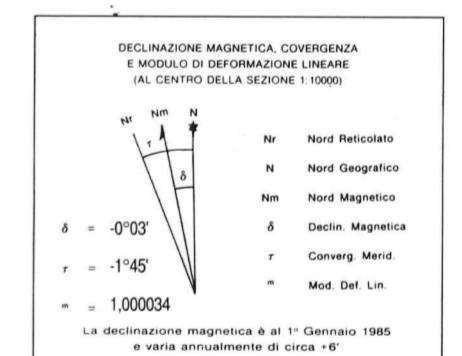 DECLINAZIONE MAGNETICA, COVERGENZA
E MODULO DI DEFORMAZIONE LINEARE
(AL CENTRO DELLA SEZIONE 1:10000)
Nr Nm N
τ
δ
Nr Nord Reticolato
N Nord Geografico
Nm Nord Magnetico
δ Declin. Magnetica
τ Converg. Merid.
m Mod. Def. Lin.
δ = -0°03'
τ = -1°45'
m = 1,000034
La declinazione magnetica è al 1º Gennaio 1985
e varia annualmente di circa +6'